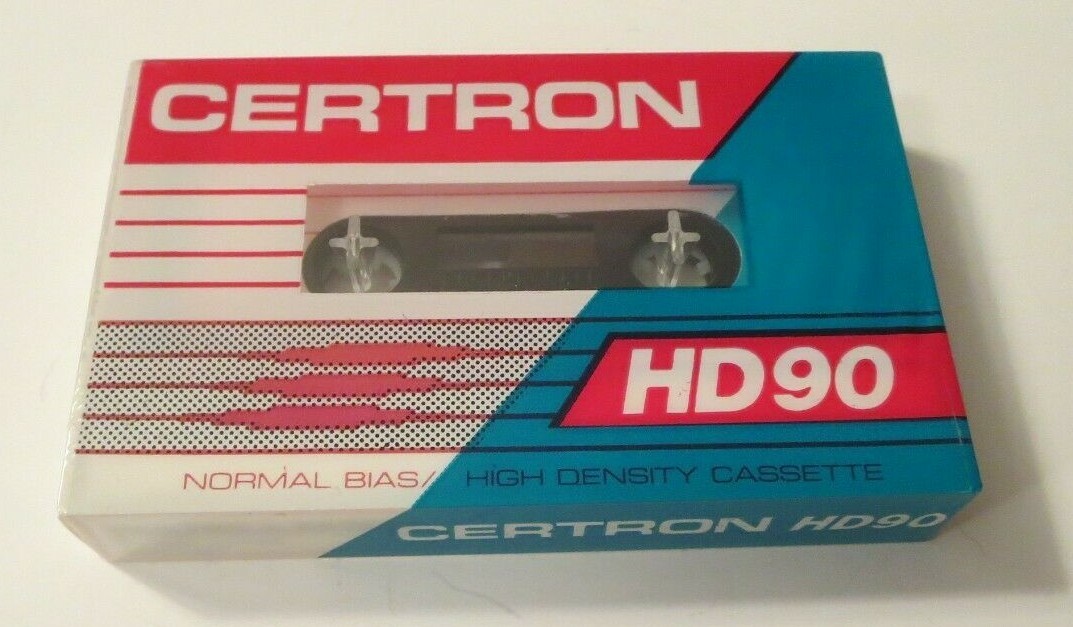 CERTRON
HD90
NORMAL BIAS/ HIGH DENSITY CASSETTE
CERTRON HD90